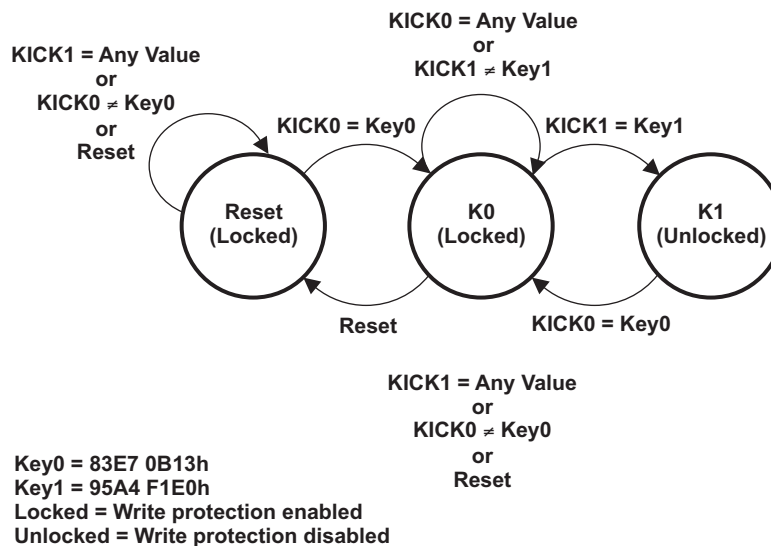 KICK1 = Any Value
or
KICK0 ≠ Key0
or
Reset
KICK0 = Any Value
or
KICK1 ≠ Key1
KICK0 = Key0
KICK1 = Key1
Reset
(Locked)
K0
(Locked)
K1
(Unlocked)
Reset
KICK0 = Key0
KICK1 = Any Value
or
KICK0 ≠ Key0
or
Reset
Key0 = 83E7 0B13h
Key1 = 95A4 F1E0h
Locked = Write protection enabled
Unlocked = Write protection disabled